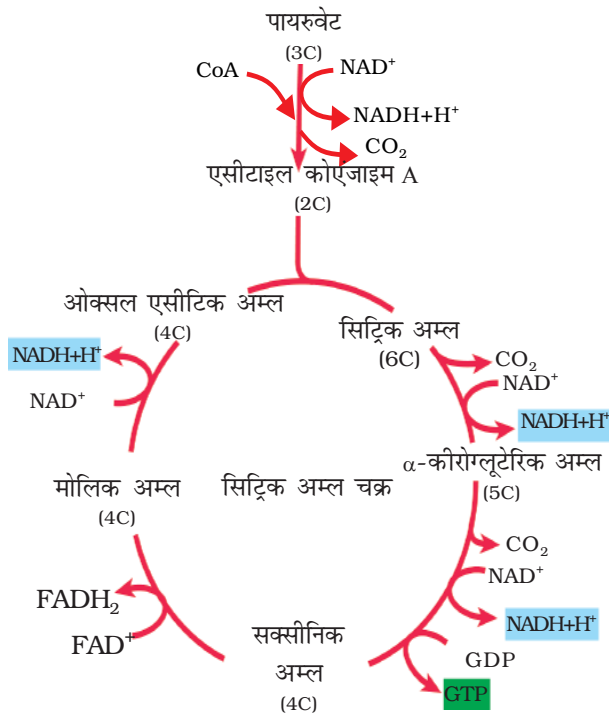 पायरुवेट
(3C)
CoA
NAD⁺
NADH+H⁺
CO₂
एसीटाइल कोएंजाइम A
(2C)
ओक्सल एसीटिक अम्ल
(4C)
सिट्रिक अम्ल
(6C)
NADH+H⁺
NAD⁺
CO₂
NAD⁺
NADH+H⁺
मोलिक अम्ल
(4C)
सिट्रिक अम्ल चक्र
α-कीरोग्लूटेरिक अम्ल
(5C)
CO₂
NAD⁺
NADH+H⁺
GDP
GTP
FADH₂
FAD⁺
सक्सीनिक
अम्ल
(4C)